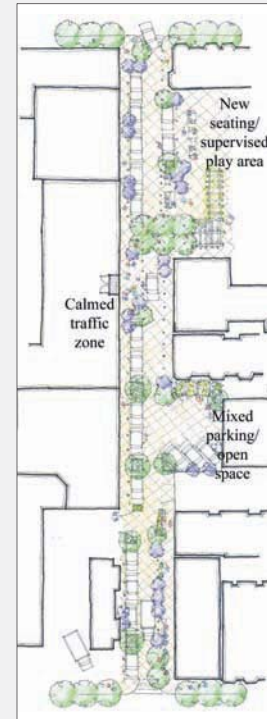 New
seating/
supervised
play area
Calmed
traffic
zone
Mixed
parking/
open
space